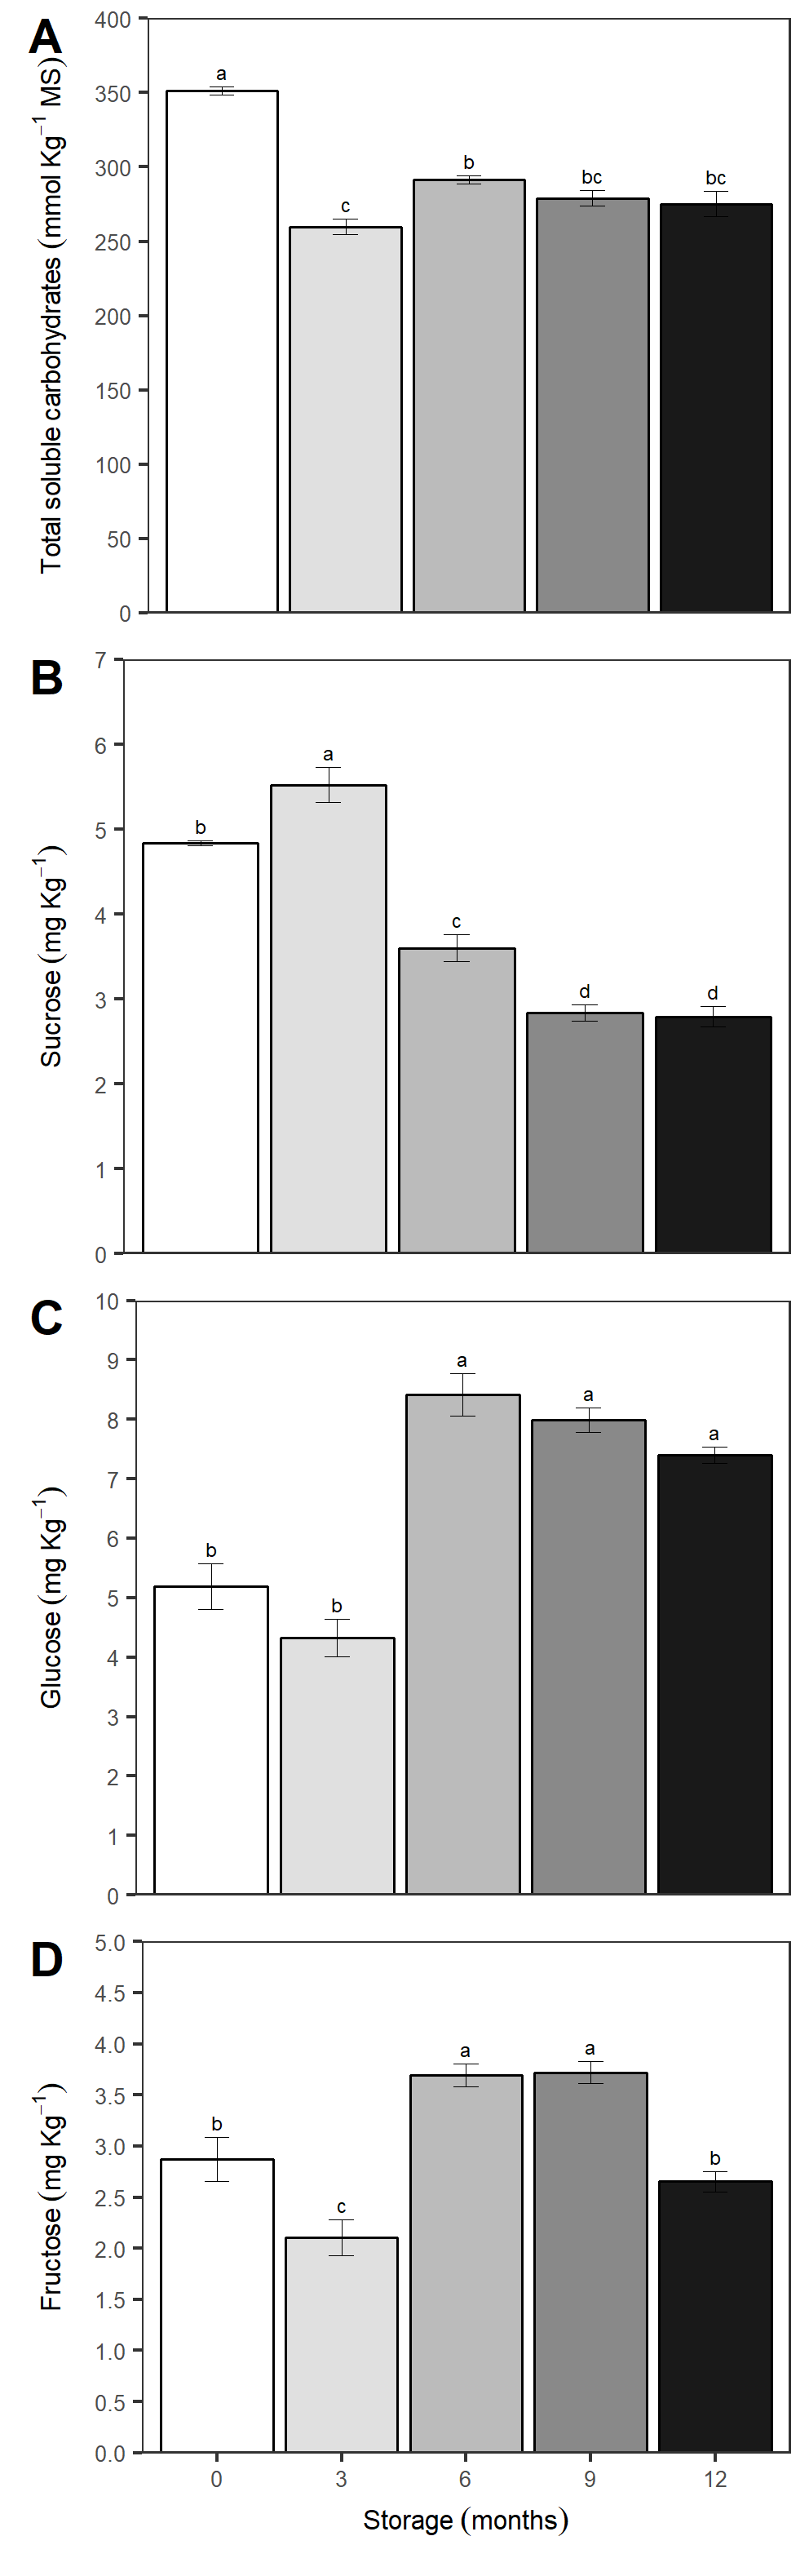 A
Total soluble carbohydrates (mmol Kg⁻¹ MS)
400
350
300
250
200
150
100
50
0
a
c
b
bc
bc
B
Sucrose (mg Kg⁻¹)
7
6
5
4
3
2
1
0
b
a
c
d
d
C
Glucose (mg Kg⁻¹)
10
9
8
7
6
5
4
3
2
1
0
b
b
a
a
a
D
Fructose (mg Kg⁻¹)
5.0
4.5
4.0
3.5
3.0
2.5
2.0
1.5
1.0
0.5
0.0
b
c
a
a
b
0 3 6 9 12
Storage (months)